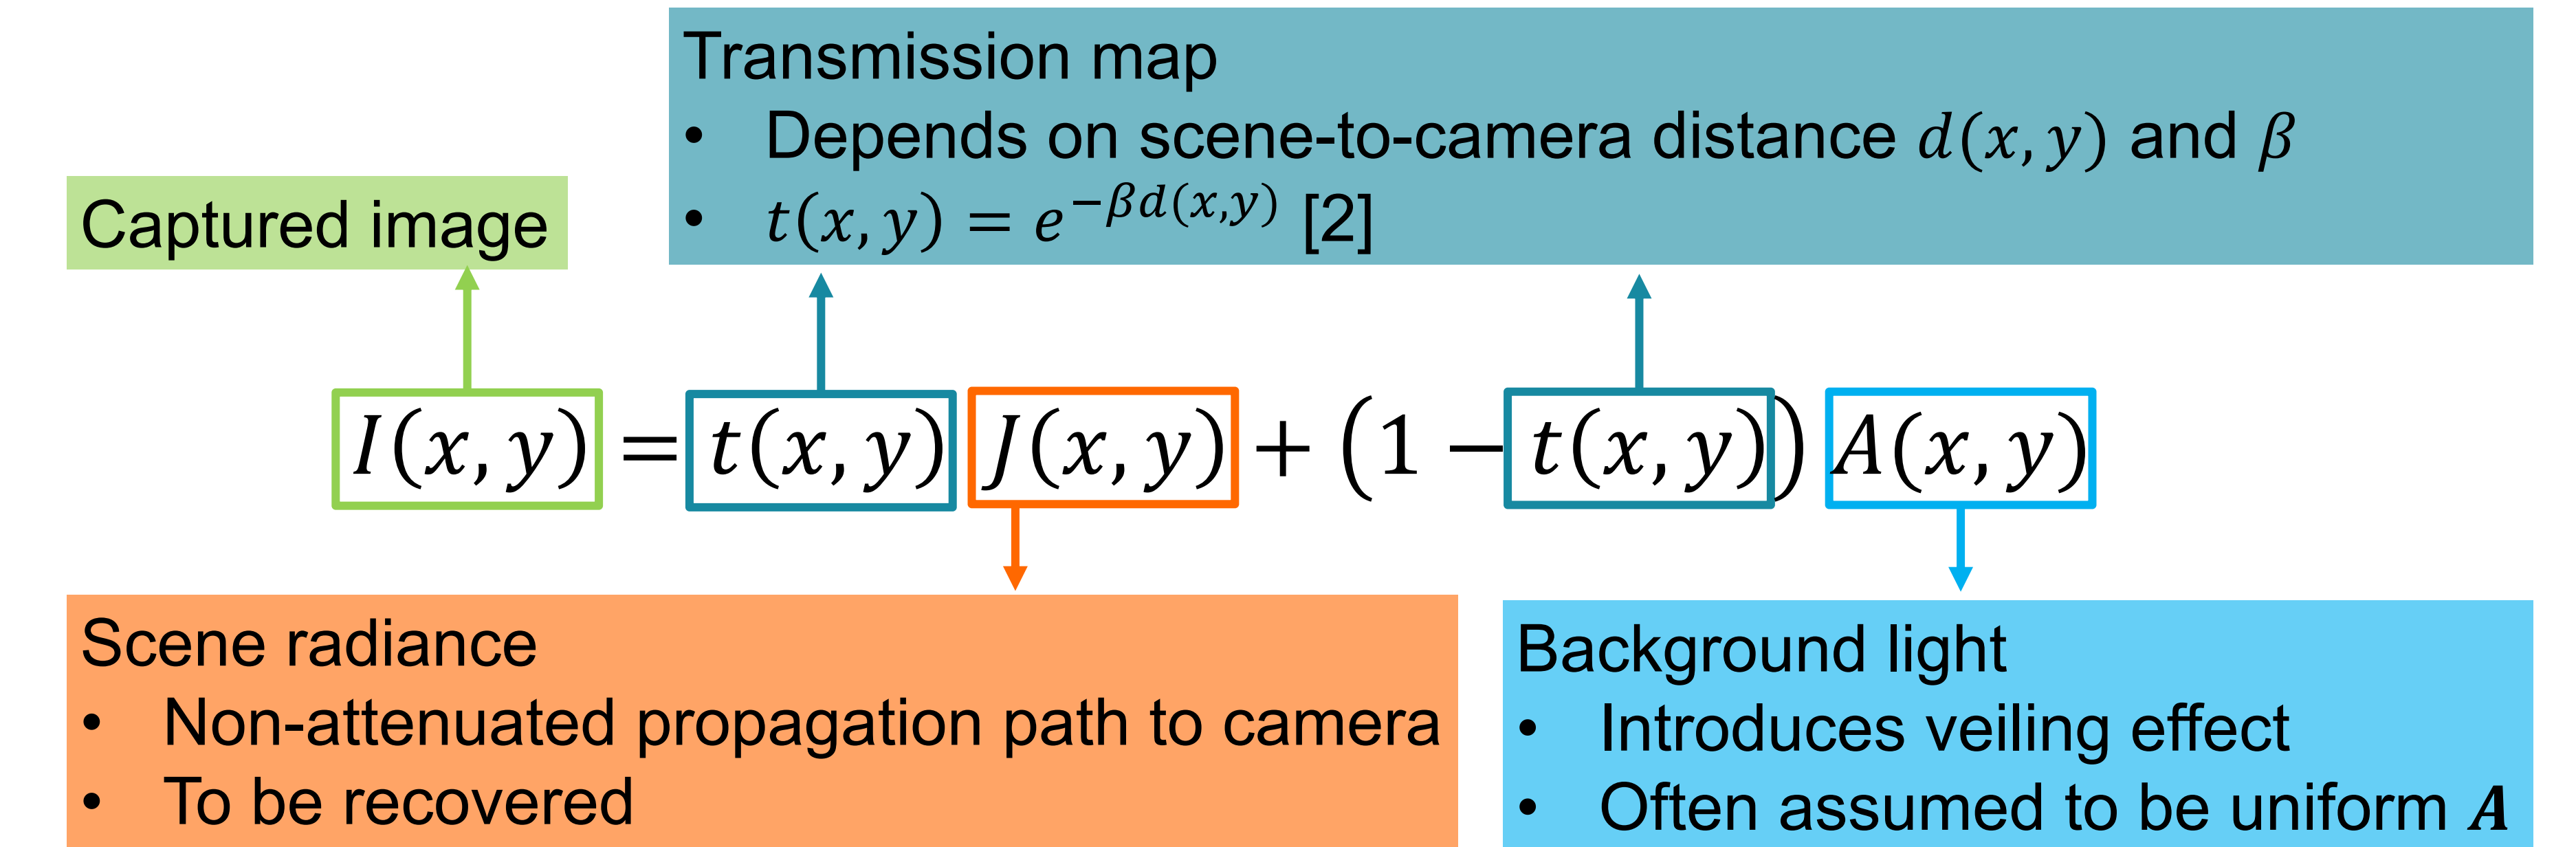 Transmission map
• Depends on scene-to-camera distance d(x, y) and β
• t(x, y) = e^{−βd(x,y)} [2]
Captured image
I(x, y) = t(x, y) J(x, y) + (1 − t(x, y)) A(x, y)
Scene radiance
• Non-attenuated propagation path to camera
• To be recovered
Background light
• Introduces veiling effect
• Often assumed to be uniform A